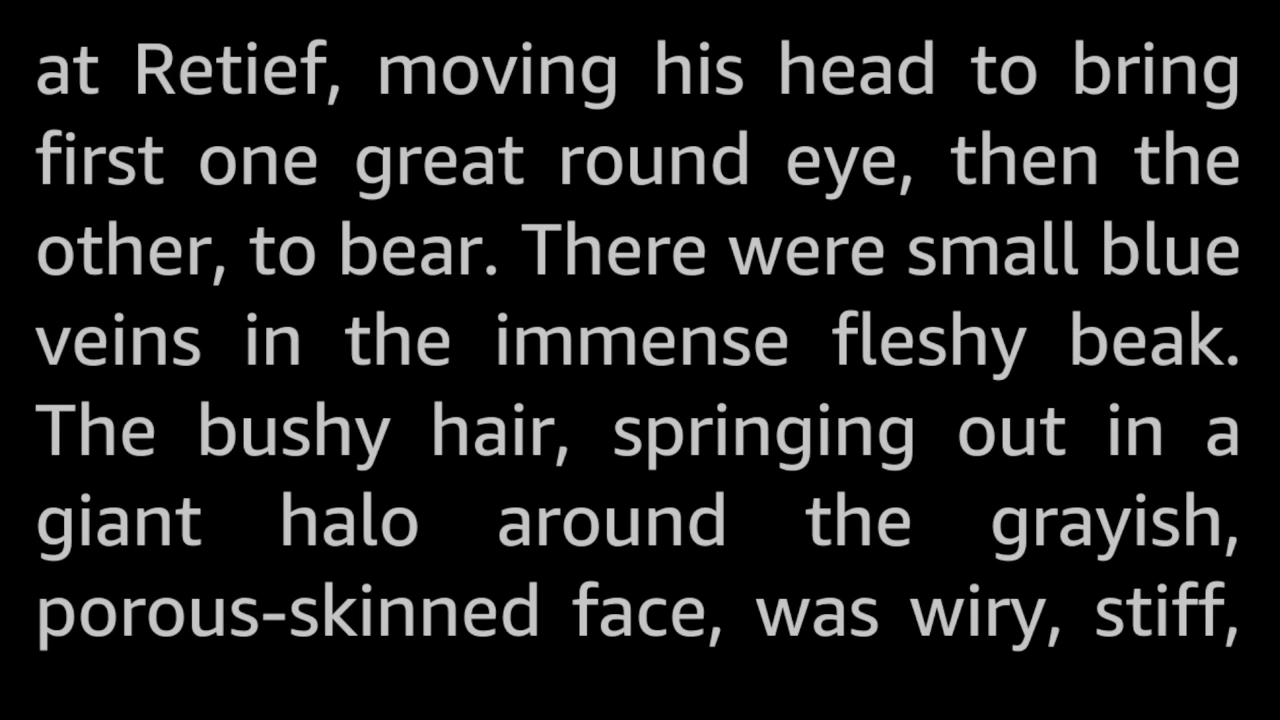 at Retief, moving his head to bring
first one great round eye, then the
other, to bear. There were small blue
veins in the immense fleshy beak.
The bushy hair, springing out in a
giant halo around the grayish,
porous-skinned face, was wiry, stiff,